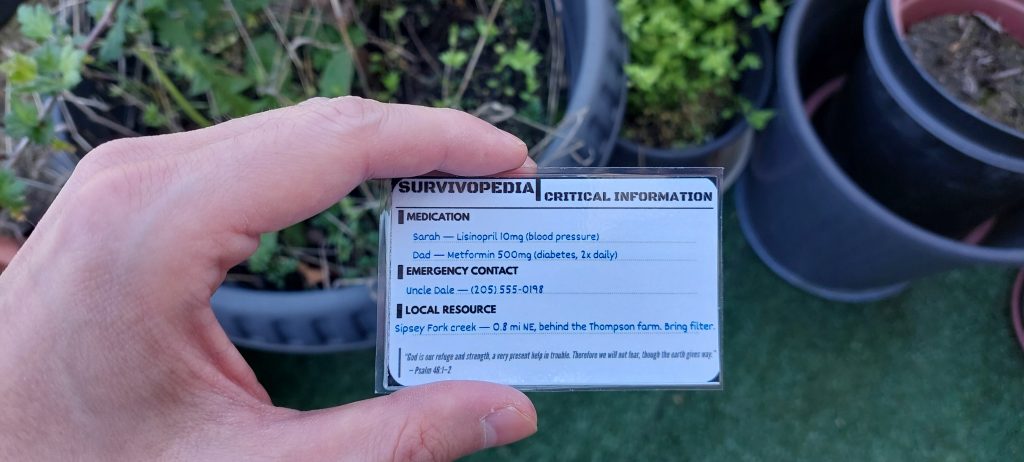 SURVIVOPEDIA
CRITICAL INFORMATION
MEDICATION
Sarah — Lisinopril 10mg (blood pressure)
Dad — Metformin 500mg (diabetes, 2x daily)
EMERGENCY CONTACT
Uncle Dale — (205) 555-0198
LOCAL RESOURCE
Sipsey Fork creek — 0.8 mi NE, behind the Thompson farm. Bring filter.
"God is our refuge and strength, a very present help in trouble. Therefore we will not fear, though the earth gives way."
— Psalm 46:1–2